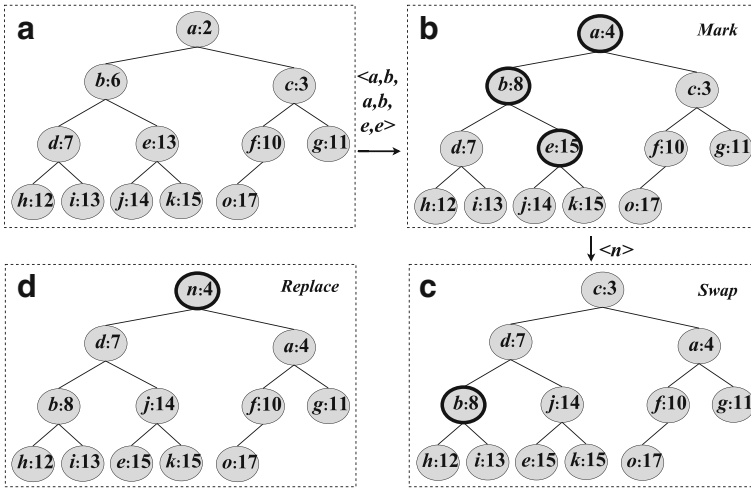 a
a:2
b:6
c:3
d:7
e:13
f:10
g:11
h:12
i:13
j:14
k:15
o:17
<a,b,
a,b,
e,e>
b
Mark
a:4
b:8
c:3
d:7
e:15
f:10
g:11
h:12
i:13
j:14
k:15
o:17
<n>
d
Replace
n:4
d:7
a:4
b:8
j:14
f:10
g:11
h:12
i:13
e:15
k:15
o:17
c
Swap
c:3
d:7
a:4
b:8
j:14
f:10
g:11
h:12
i:13
e:15
k:15
o:17